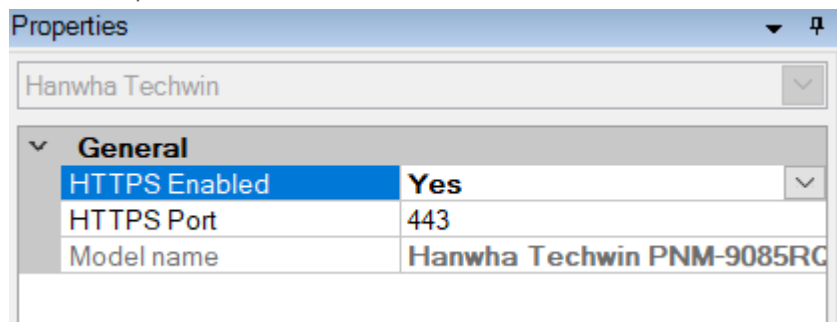 Properties
Hanwha Techwin
General
HTTPS Enabled Yes
HTTPS Port 443
Model name Hanwha Techwin PNM-9085RQ